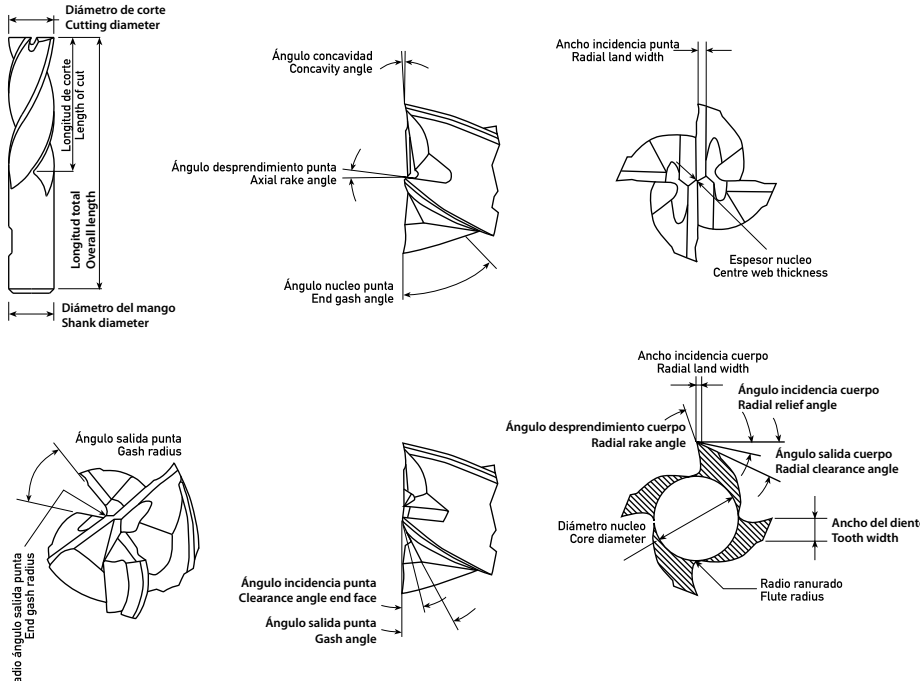 Diámetro de corte
Cutting diameter
Longitud de corte
Length of cut
Longitud total
Overall length
Diámetro del mango
Shank diameter
Ángulo concavidad
Concavity angle
Ángulo desprendimiento punta
Axial rake angle
Ángulo nucleo punta
End gash angle
Ancho incidencia punta
Radial land width
Espesor nucleo
Centre web thickness
Ángulo salida punta
Gash radius
adio ángulo salida punta
End gash radius
Ángulo incidencia punta
Clearance angle end face
Ángulo salida punta
Gash angle
Ancho incidencia cuerpo
Radial land width
Ángulo incidencia cuerpo
Radial relief angle
Ángulo desprendimiento cuerpo
Radial rake angle
Ángulo salida cuerpo
Radial clearance angle
Diámetro nucleo
Core diameter
Ancho del diente
Tooth width
Radio ranurado
Flute radius